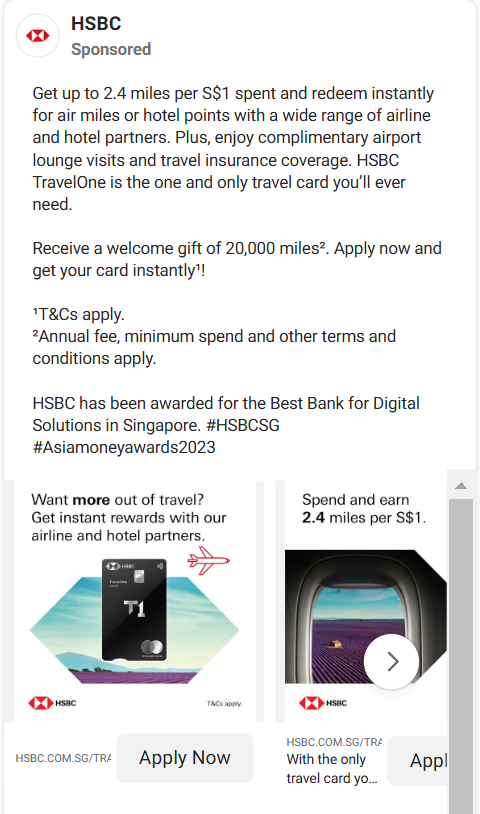 HSBC
Sponsored
Get up to 2.4 miles per S$1 spent and redeem instantly
for air miles or hotel points with a wide range of airline
and hotel partners. Plus, enjoy complimentary airport
lounge visits and travel insurance coverage. HSBC
TravelOne is the one and only travel card you’ll ever
need.
Receive a welcome gift of 20,000 miles². Apply now and
get your card instantly¹!
¹T&Cs apply.
²Annual fee, minimum spend and other terms and
conditions apply.
HSBC has been awarded for the Best Bank for Digital
Solutions in Singapore. #HSBCSG
#Asiamoneyawards2023
Want more out of travel?
Get instant rewards with our
airline and hotel partners.
HSBC
TravelOne
T1
HSBC
T&Cs apply.
HSBC.COM.SG/TRA
Apply Now
Spend and earn
2.4 miles per S$1.
HSBC
HSBC.COM.SG/TRA
With the only
travel card yo...
Appl